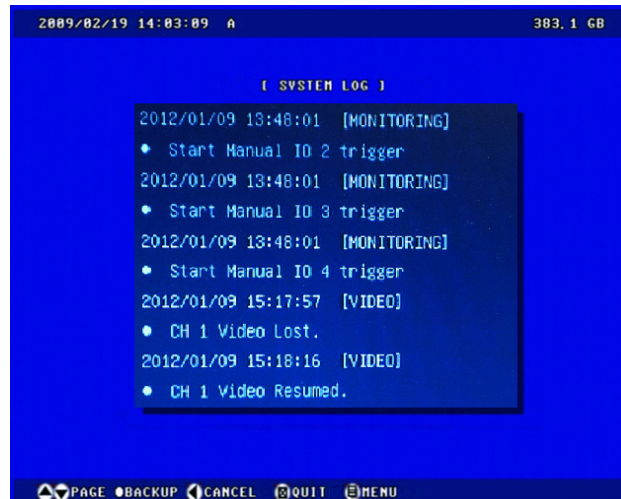 2009/02/19 14:03:09 A 383.1 GB
[ SYSTEM LOG ]
2012/01/09 13:48:01 [MONITORING]
● Start Manual IO 2 trigger
2012/01/09 13:48:01 [MONITORING]
● Start Manual IO 3 trigger
2012/01/09 13:48:01 [MONITORING]
● Start Manual IO 4 trigger
2012/01/09 15:17:57 [VIDEO]
● CH 1 Video Lost.
2012/01/09 15:18:16 [VIDEO]
● CH 1 Video Resumed.
PAGE ●BACKUP CANCEL QUIT MENU